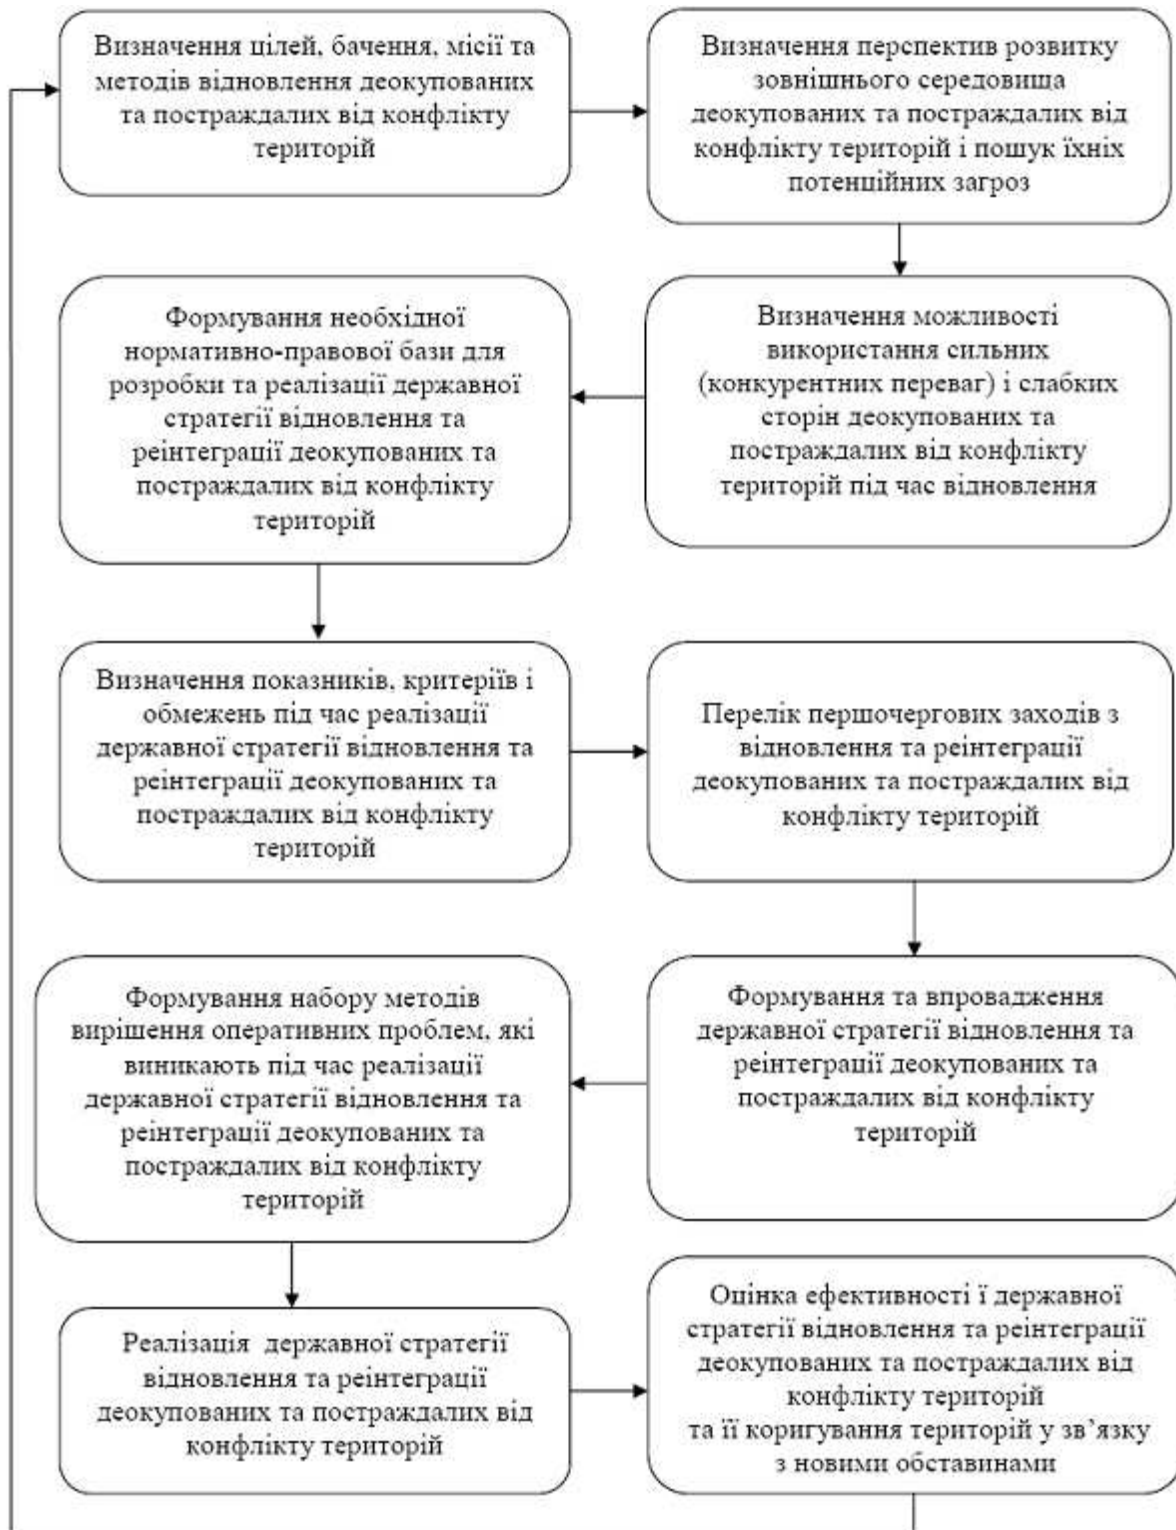 Визначення цілей, бачення, місії та
методів відновлення деокупованих
та постраждалих від конфлікту
територій
Визначення перспектив розвитку
зовнішнього середовища
деокупованих та постраждалих від
конфлікту територій і пошук їхніх
потенційних загроз
Визначення можливості
використання сильних
(конкурентних переваг) і слабких
сторін деокупованих та
постраждалих від конфлікту
територій під час відновлення
Формування необхідної
нормативно-правової бази для
розробки та реалізації державної
стратегії відновлення та
реінтеграції деокупованих та
постраждалих від конфлікту
територій
Визначення показників, критеріїв і
обмежень під час реалізації
державної стратегії відновлення та
реінтеграції деокупованих та
постраждалих від конфлікту
територій
Перелік першочергових заходів з
відновлення та реінтеграції
деокупованих та постраждалих від
конфлікту територій
Формування та впровадження
державної стратегії відновлення та
реінтеграції деокупованих та
постраждалих від конфлікту
територій
Формування набору методів
вирішення оперативних проблем, які
виникають під час реалізації
державної стратегії відновлення та
реінтеграції деокупованих та
постраждалих від конфлікту
територій
Реалізація державної стратегії
відновлення та реінтеграції
деокупованих та постраждалих від
конфлікту територій
Оцінка ефективності ї державної
стратегії відновлення та реінтеграції
деокупованих та постраждалих від
конфлікту територій
та її коригування територій у зв’язку
з новими обставинами